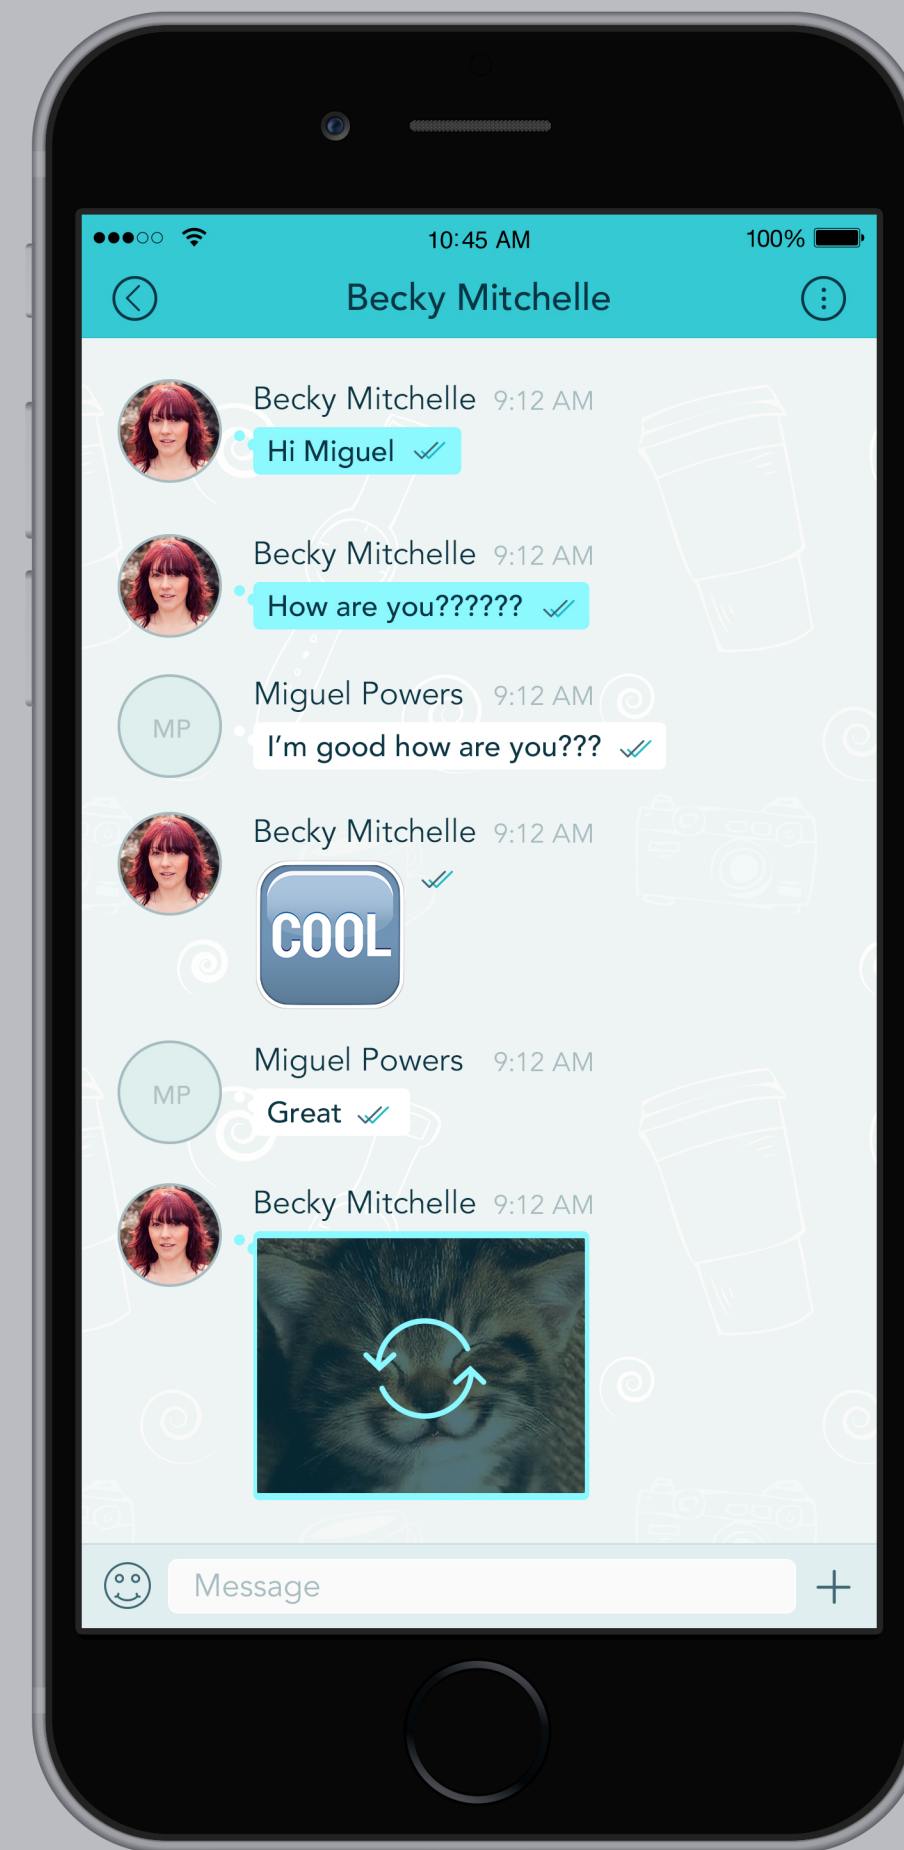 10:45 AM 100%
Becky Mitchelle
Becky Mitchelle 9:12 AM
Hi Miguel
Becky Mitchelle 9:12 AM
How are you??????
Miguel Powers 9:12 AM
MP
I'm good how are you???
Becky Mitchelle 9:12 AM
COOL
Miguel Powers 9:12 AM
MP
Great
Becky Mitchelle 9:12 AM
Message